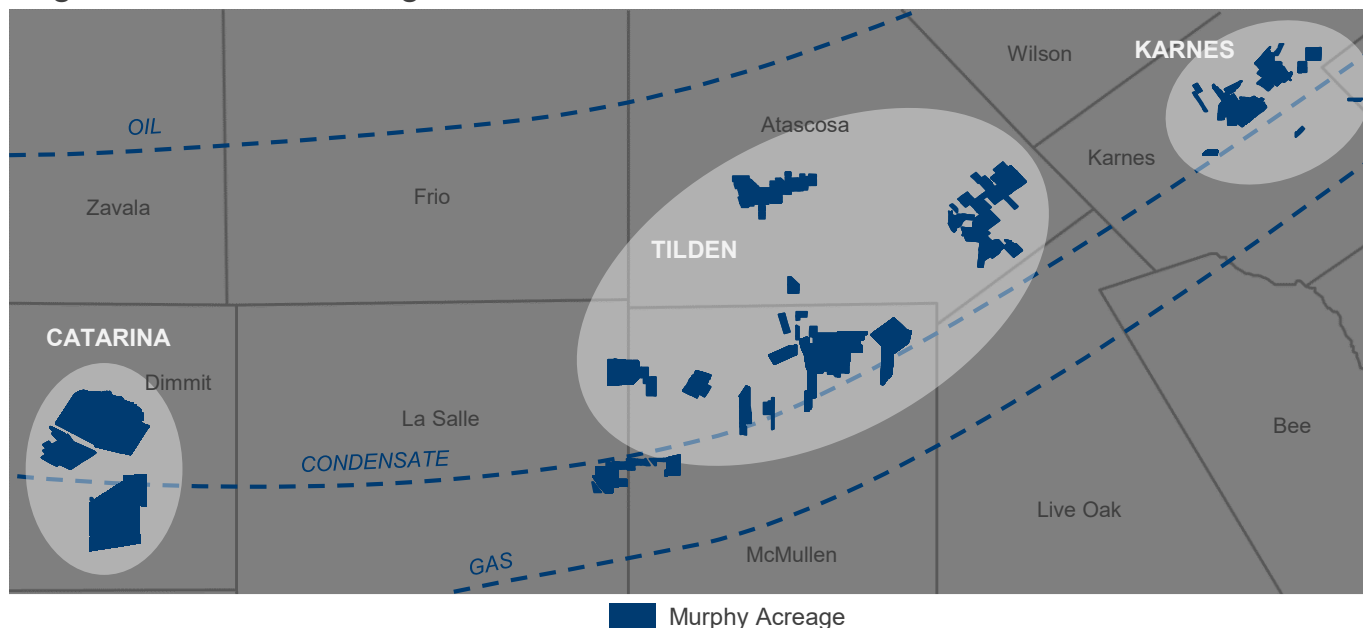 Wilson
KARNES
OIL
Atascosa
Karnes
Zavala
Frio
TILDEN
CATARINA
Dimmit
La Salle
Bee
CONDENSATE
Live Oak
GAS
McMullen
Murphy Acreage